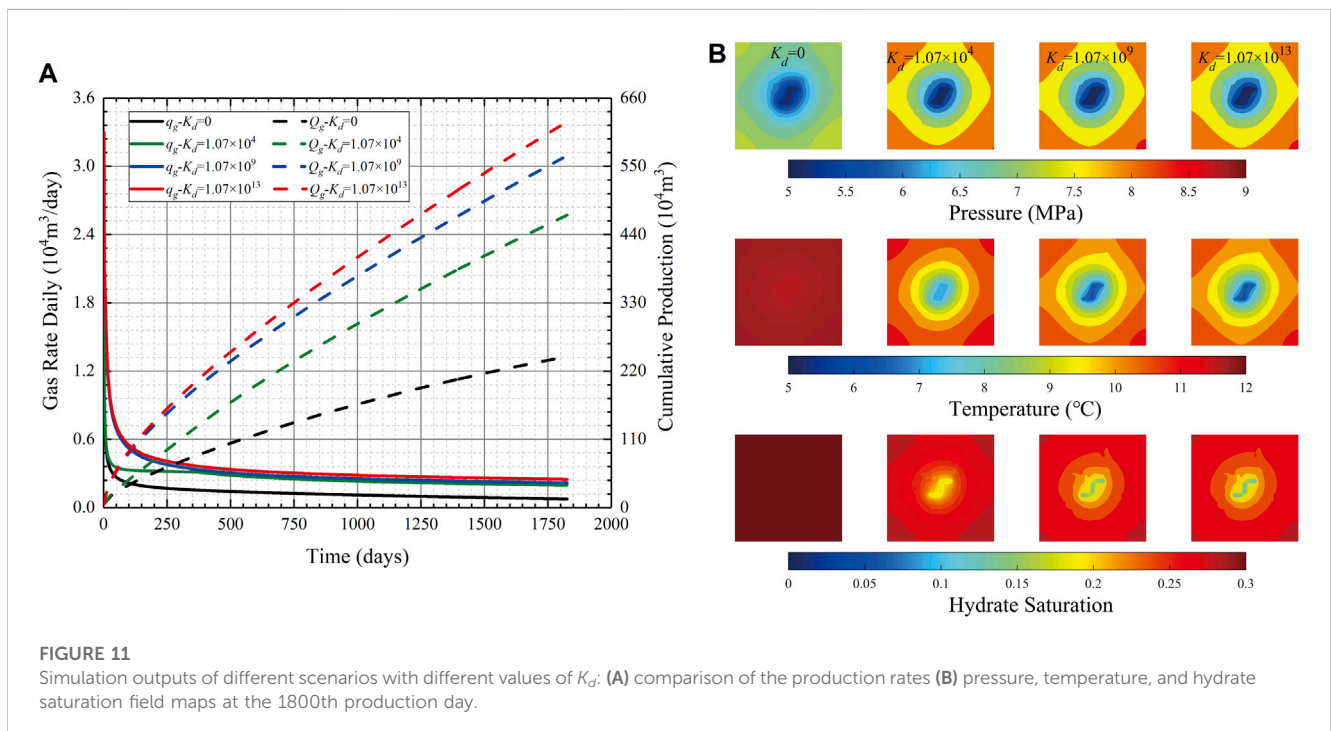 A
3.6
3.0
2.4
1.8
1.2
0.6
0.0
Gas Rate Daily (10⁴m³/day)
q_g-K_d=0
q_g-K_d=1.07×10⁴
q_g-K_d=1.07×10⁹
q_g-K_d=1.07×10¹³
Q_g-K_d=0
Q_g-K_d=1.07×10⁴
Q_g-K_d=1.07×10⁹
Q_g-K_d=1.07×10¹³
660
550
440
330
220
110
0
Cumulative Production (10⁴m³)
0 250 500 750 1000 1250 1500 1750 2000
Time (days)
B
K_d=0 K_d=1.07×10⁴ K_d=1.07×10⁹ K_d=1.07×10¹³
5 5.5 6 6.5 7 7.5 8 8.5 9
Pressure (MPa)
5 6 7 8 9 10 11 12
Temperature (°C)
0 0.05 0.1 0.15 0.2 0.25 0.3
Hydrate Saturation
FIGURE 11
Simulation outputs of different scenarios with different values of K_d: (A) comparison of the production rates (B) pressure, temperature, and hydrate
saturation field maps at the 1800th production day.